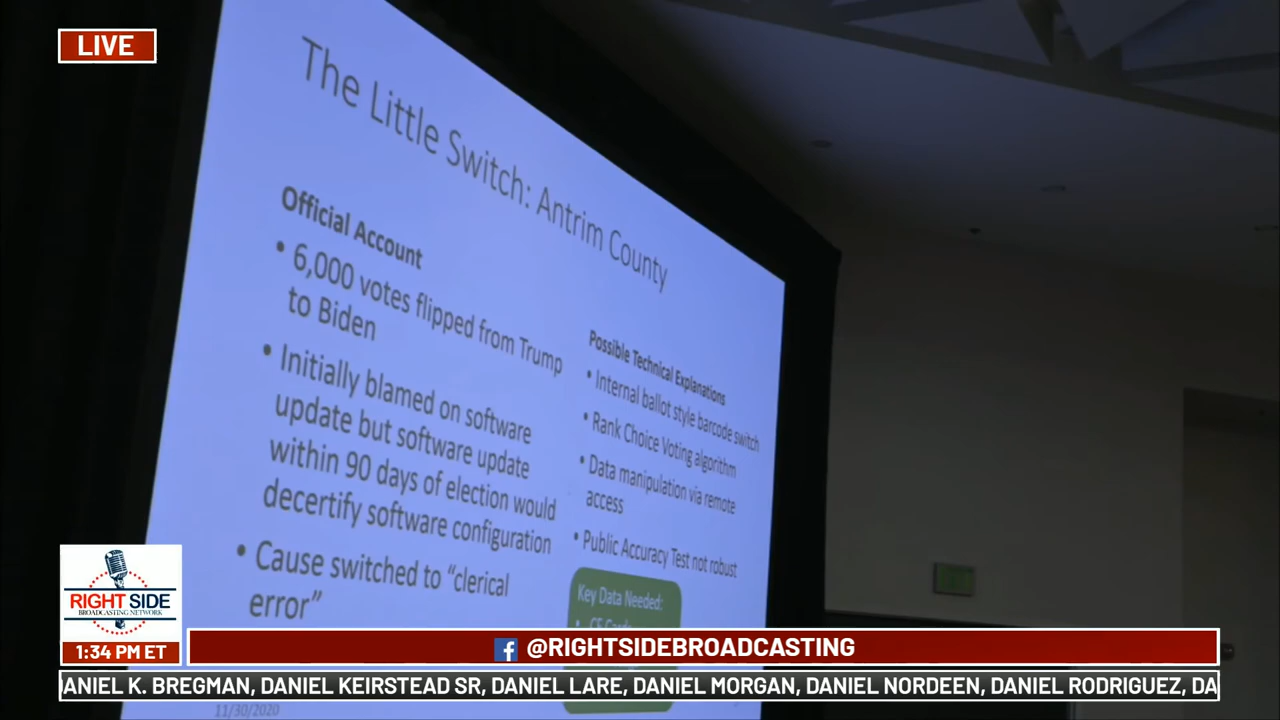 LIVE
The Little Switch: Antrim County
Official Account
• 6,000 votes flipped from Trump
to Biden
• Initially blamed on software
update but software update
within 90 days of election would
decertify software configuration
• Cause switched to “clerical
error”
Possible Technical Explanations
• Internal ballot style barcode switch
• Rank Choice Voting algorithm
• Data manipulation via remote
access
• Public Accuracy Test not robust
Key Data Needed:
11/30/2020
RIGHT SIDE
BROADCASTING NETWORK
1:34 PM ET
@RIGHTSIDEBROADCASTING
ANIEL K. BREGMAN, DANIEL KEIRSTEAD SR, DANIEL LARE, DANIEL MORGAN, DANIEL NORDEEN, DANIEL RODRIGUEZ, DA